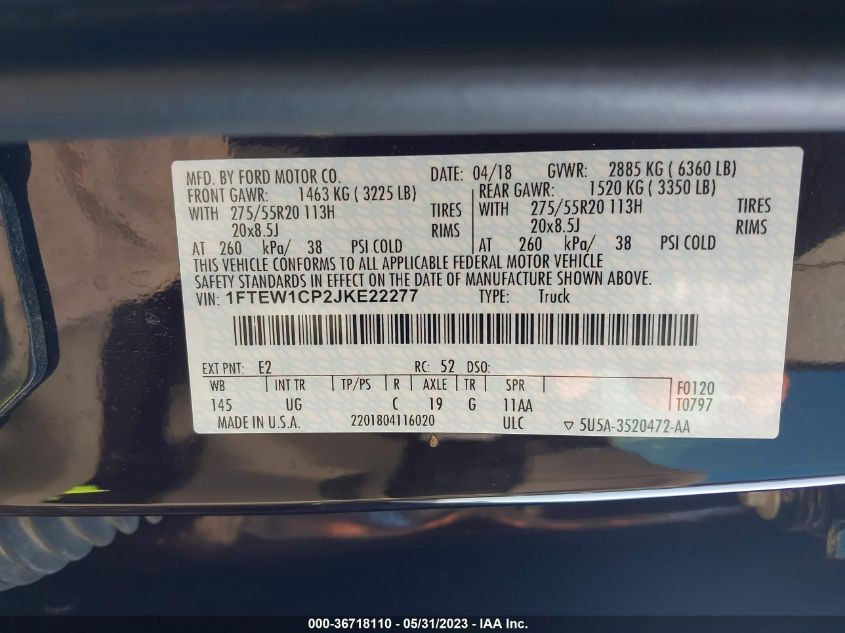 MFD. BY FORD MOTOR CO. DATE: 04/18 GVWR: 2885 KG ( 6360 LB)
FRONT GAWR: 1463 KG ( 3225 LB) REAR GAWR: 1520 KG ( 3350 LB)
WITH 275/55R20 113H TIRES WITH 275/55R20 113H TIRES
20x8.5J RIMS 20x8.5J RIMS
AT 260 kPa/ 38 PSI COLD AT 260 kPa/ 38 PSI COLD
THIS VEHICLE CONFORMS TO ALL APPLICABLE FEDERAL MOTOR VEHICLE
SAFETY STANDARDS IN EFFECT ON THE DATE OF MANUFACTURE SHOWN ABOVE.
VIN: 1FTEW1CP2JKE22277 TYPE: Truck
EXT PNT: E2 RC: 52 DSO:
WB INT TR TP/PS R AXLE TR SPR F0120
145 UG C 19 G 11AA T0797
MADE IN U.S.A. 2201804116020 ULC ▽ 5U5A-3520472-AA
000-36718110 - 05/31/2023 - IAA Inc.